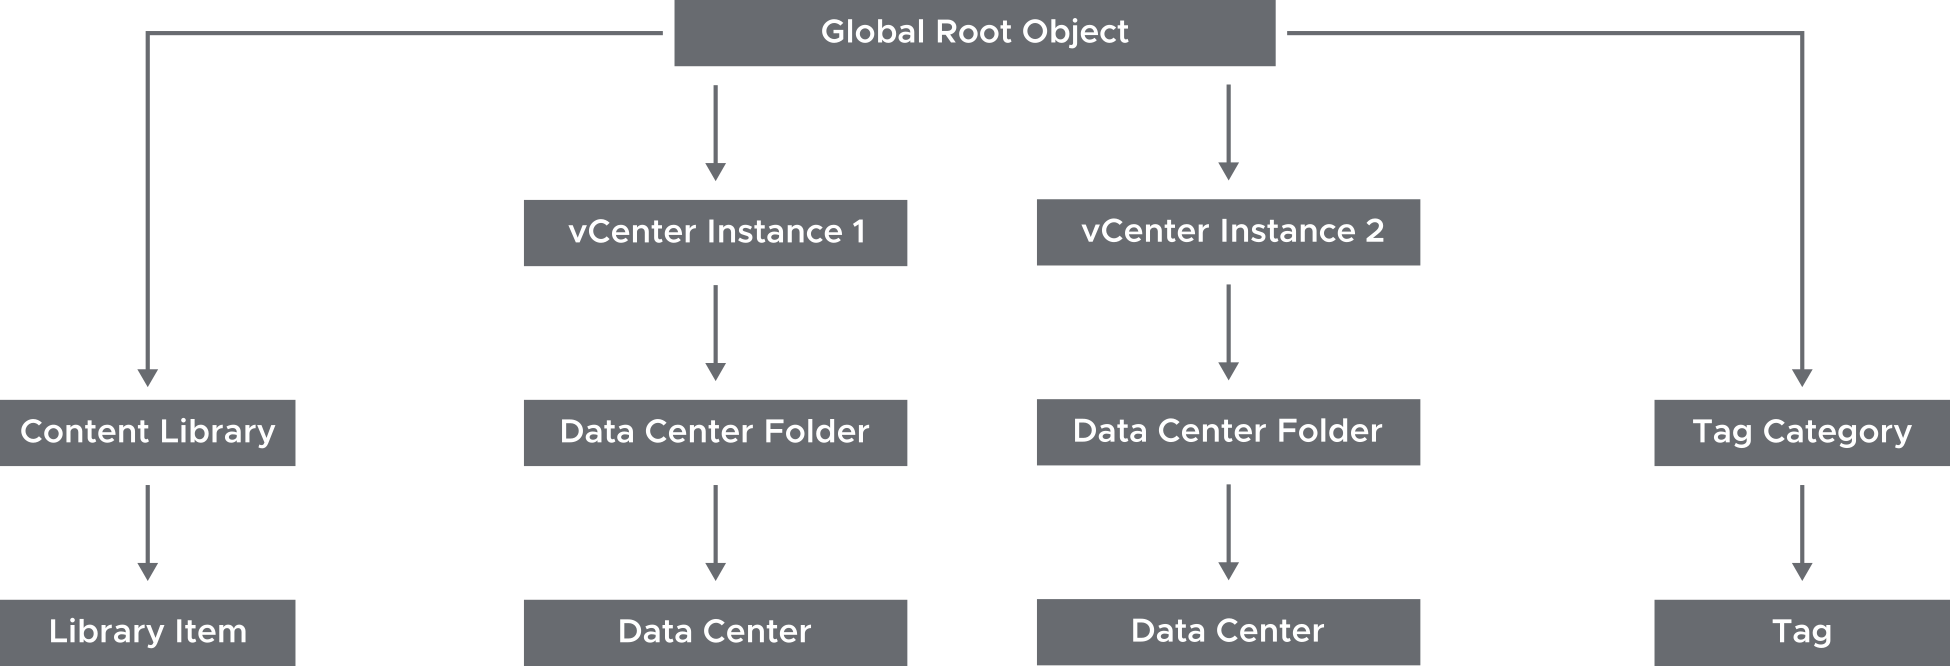 Global Root Object
vCenter Instance 1
vCenter Instance 2
Content Library
Data Center Folder
Data Center Folder
Tag Category
Library Item
Data Center
Data Center
Tag